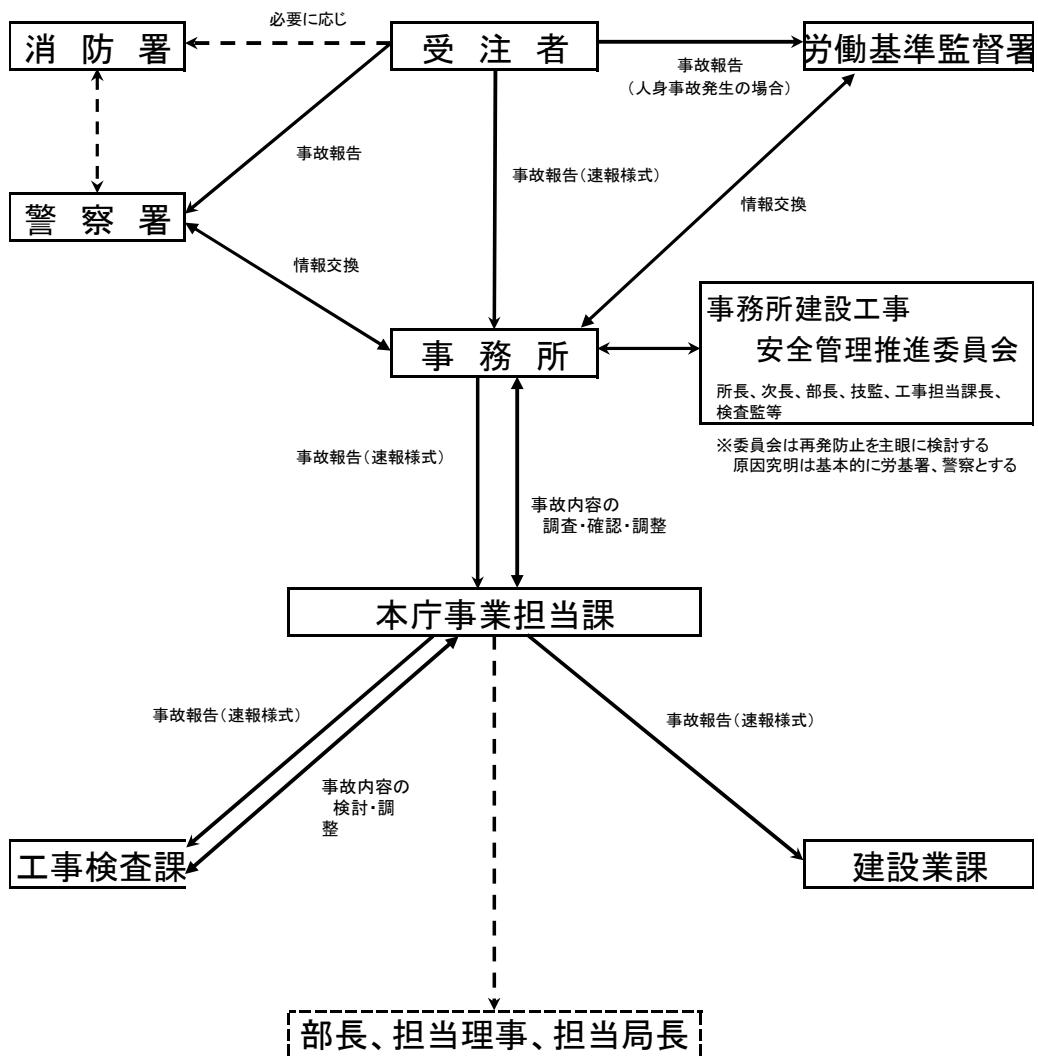 必要に応じ
消 防 署
受 注 者
労働基準監督署
事故報告
(人身事故発生の場合)
事故報告
事故報告(速報様式)
警 察 署
情報交換
情報交換
事務所建設工事
安全管理推進委員会
所長、次長、部長、技監、工事担当課長、
検査監等
事 務 所
※委員会は再発防止を主眼に検討する
原因究明は基本的に労基署、警察とする
事故報告(速報様式)
事故内容の
調査・確認・調整
本庁事業担当課
事故報告(速報様式)
事故報告(速報様式)
事故内容の
検討・調
整
工事検査課
建設業課
部長、担当理事、担当局長